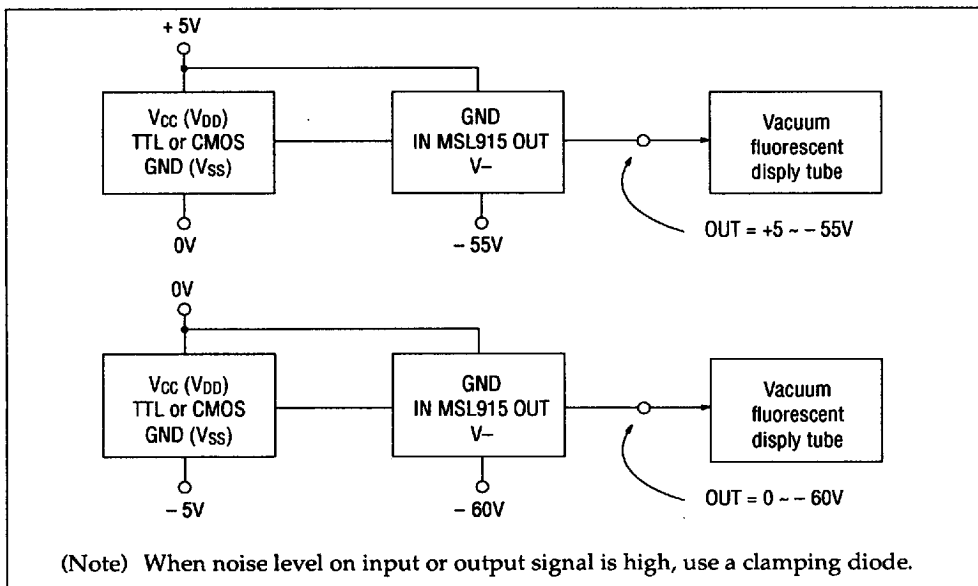 + 5V
VCC (VDD)
TTL or CMOS
GND (VSS)
0V
GND
IN MSL915 OUT
V–
– 55V
Vacuum
fluorescent
disply tube
OUT = +5 ~ – 55V
0V
VCC (VDD)
TTL or CMOS
GND (VSS)
– 5V
GND
IN MSL915 OUT
V–
– 60V
Vacuum
fluorescent
disply tube
OUT = 0 ~ – 60V
(Note) When noise level on input or output signal is high, use a clamping diode.